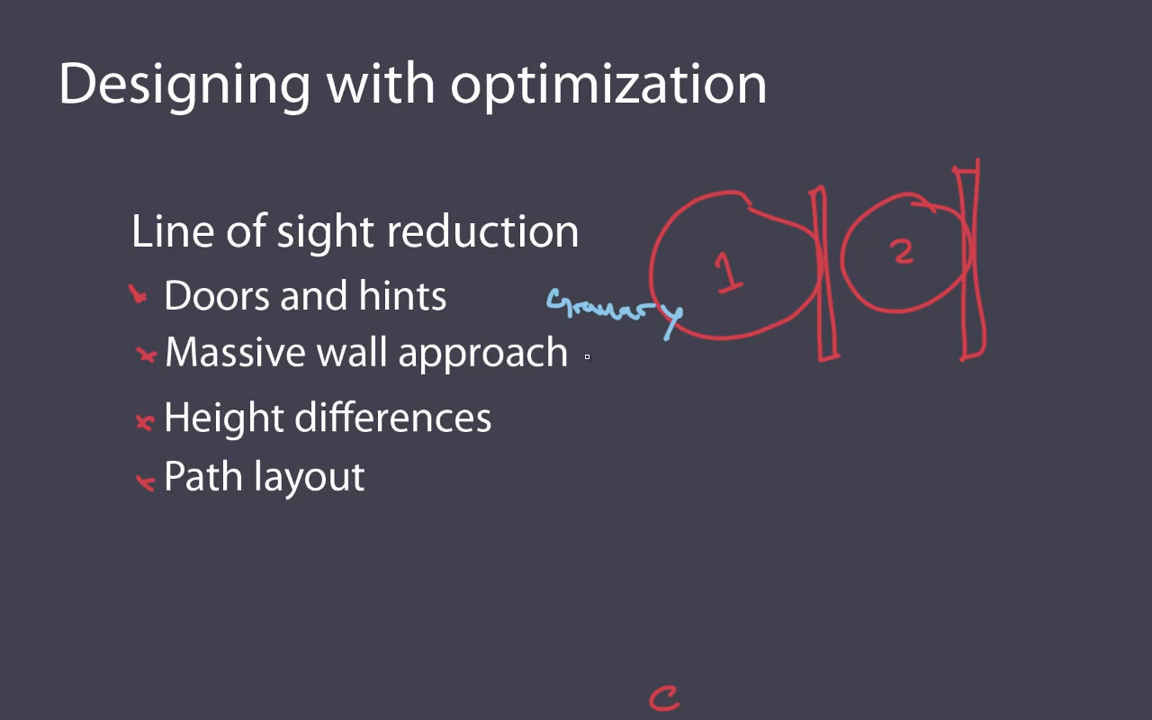 Designing with optimization
Line of sight reduction
Doors and hints
Granary
Massive wall approach
Height differences
Path layout
1
2
C